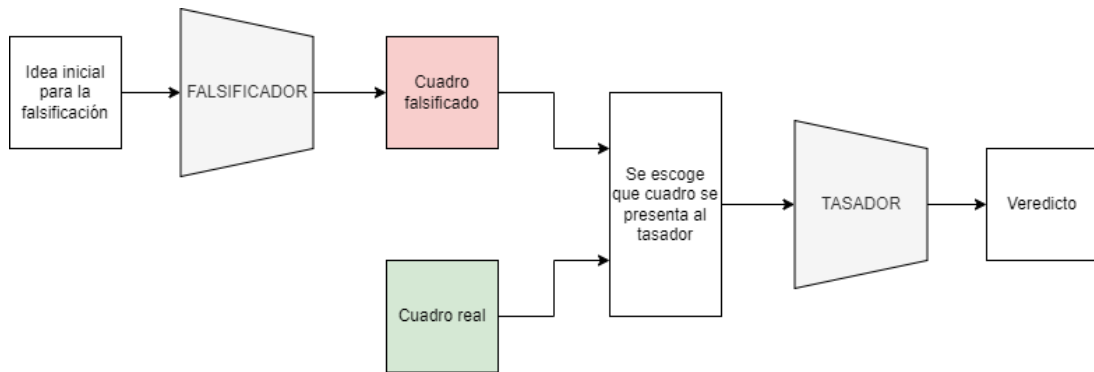 Idea inicial
para la
falsificación
FALSIFICADOR
Cuadro
falsificado
Cuadro real
Se escoge
que cuadro se
presenta al
tasador
TASADOR
Veredicto